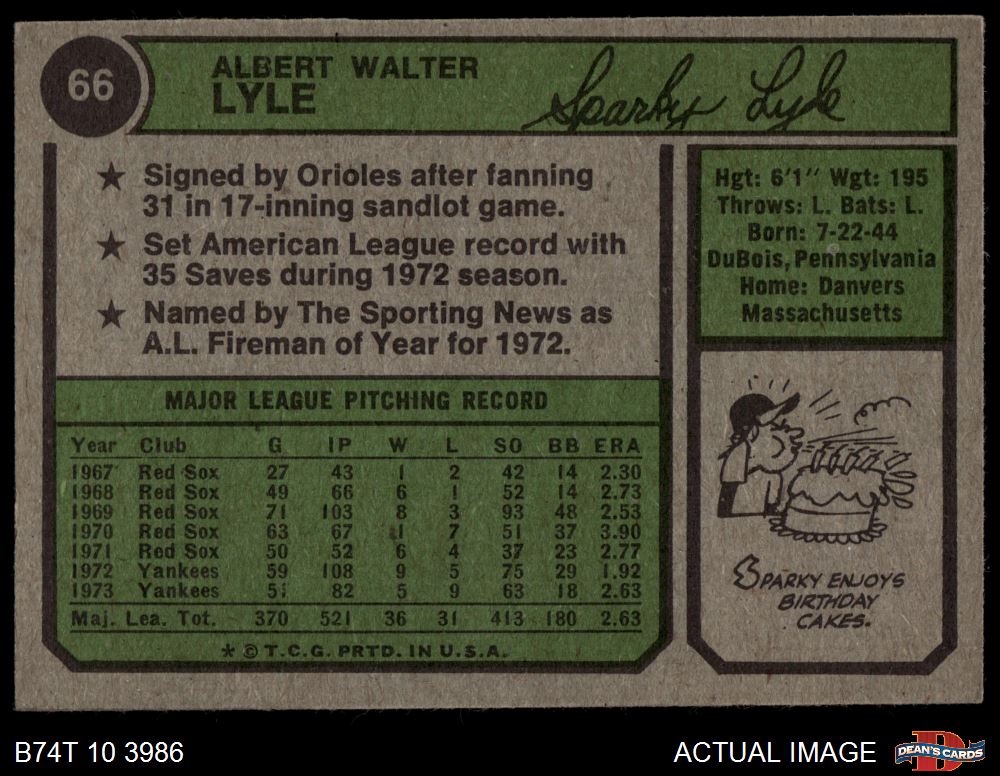 66
ALBERT WALTER
LYLE
Sparky Lyle
★ Signed by Orioles after fanning
31 in 17-inning sandlot game.
★ Set American League record with
35 Saves during 1972 season.
★ Named by The Sporting News as
A.L. Fireman of Year for 1972.
Hgt: 6'1" Wgt: 195
Throws: L. Bats: L.
Born: 7-22-44
DuBois, Pennsylvania
Home: Danvers
Massachusetts
MAJOR LEAGUE PITCHING RECORD
Year Club G IP W L SO BB ERA
1967 Red Sox 27 43 1 2 42 14 2.30
1968 Red Sox 49 66 6 1 52 14 2.73
1969 Red Sox 71 103 8 3 93 48 2.53
1970 Red Sox 63 67 1 7 51 37 3.90
1971 Red Sox 50 52 6 4 37 23 2.77
1972 Yankees 59 108 9 5 75 29 1.92
1973 Yankees 51 82 5 9 63 18 2.63
Maj. Lea. Tot. 370 521 36 31 413 180 2.63
* © T.C.G. PRTD. IN U.S.A.
SPARKY ENJOYS
BIRTHDAY
CAKES.
B74T 10 3986
ACTUAL IMAGE
DEAN'S CARDS